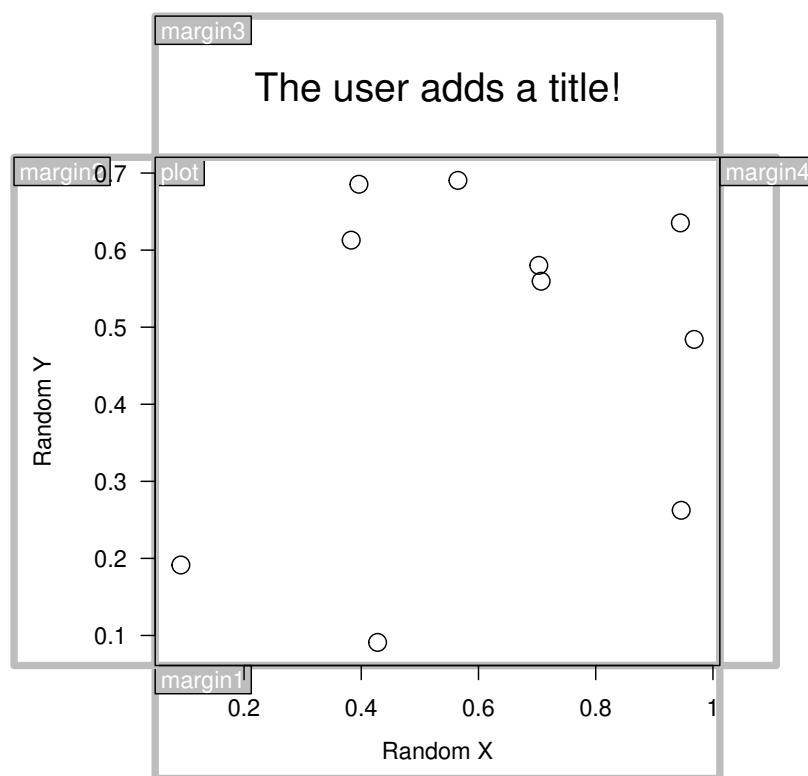 margin3
The user adds a title!
margin2
plot
margin4
0.7
0.6
0.5
0.4
0.3
0.2
0.1
Random Y
margin1
0.2 0.4 0.6 0.8 1
Random X